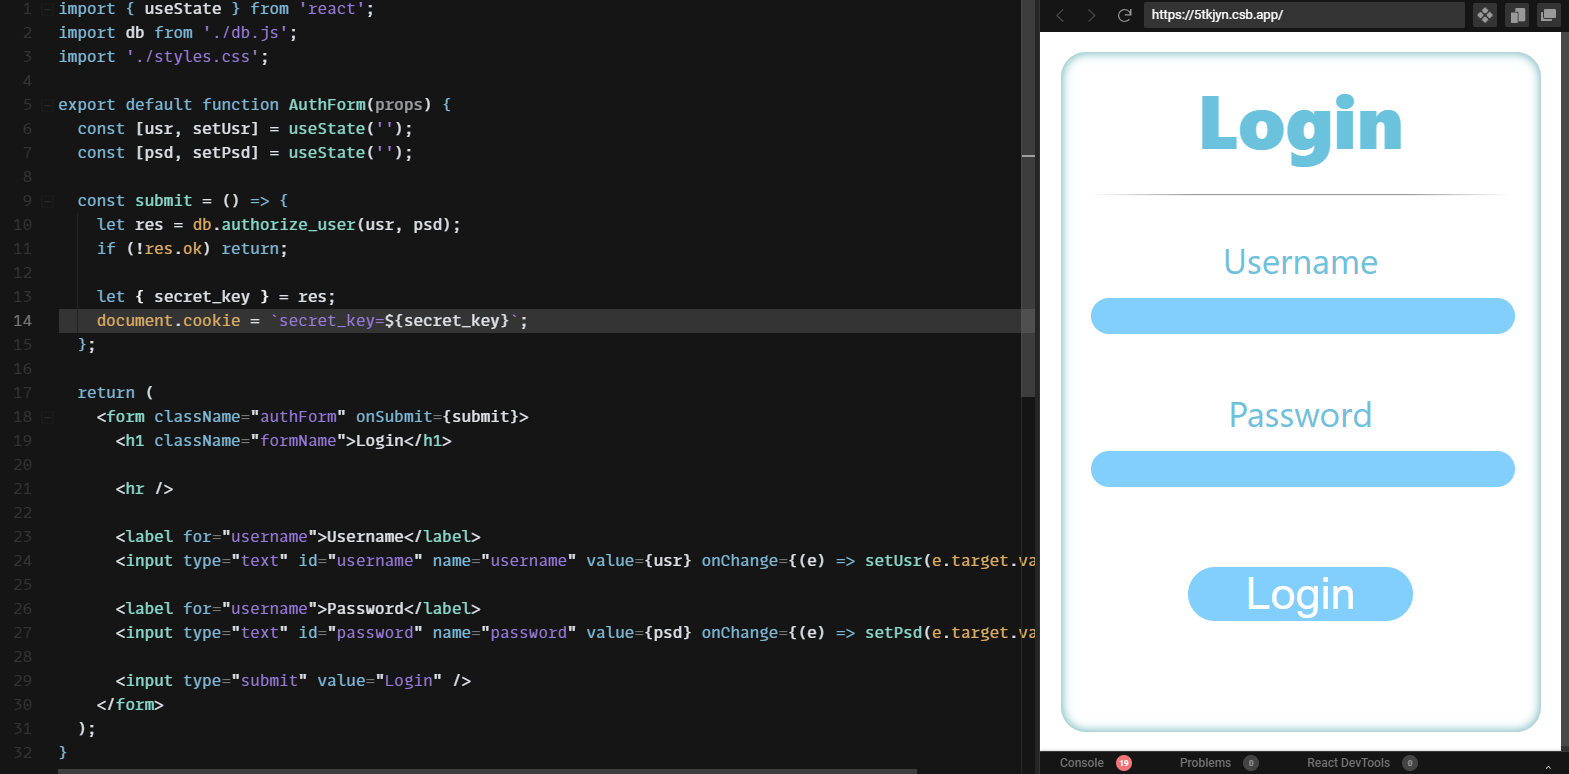 1 import { useState } from 'react';
2 import db from './db.js';
3 import './styles.css';
4
5 export default function AuthForm(props) {
6 const [usr, setUsr] = useState('');
7 const [psd, setPsd] = useState('');
8
9 const submit = () => {
10 let res = db.authorize_user(usr, psd);
11 if (!res.ok) return;
12
13 let { secret_key } = res;
14 document.cookie = `secret_key=${secret_key}`;
15 };
16
17 return (
18 <form className="authForm" onSubmit={submit}>
19 <h1 className="formName">Login</h1>
20
21 <hr />
22
23 <label for="username">Username</label>
24 <input type="text" id="username" name="username" value={usr} onChange={(e) => setUsr(e.target.va
25
26 <label for="username">Password</label>
27 <input type="text" id="password" name="password" value={psd} onChange={(e) => setPsd(e.target.va
28
29 <input type="submit" value="Login" />
30 </form>
31 );
32 }
https://5tkjyn.csb.app/
Login
Username
Password
Login
Console 19 Problems 0 React DevTools 0